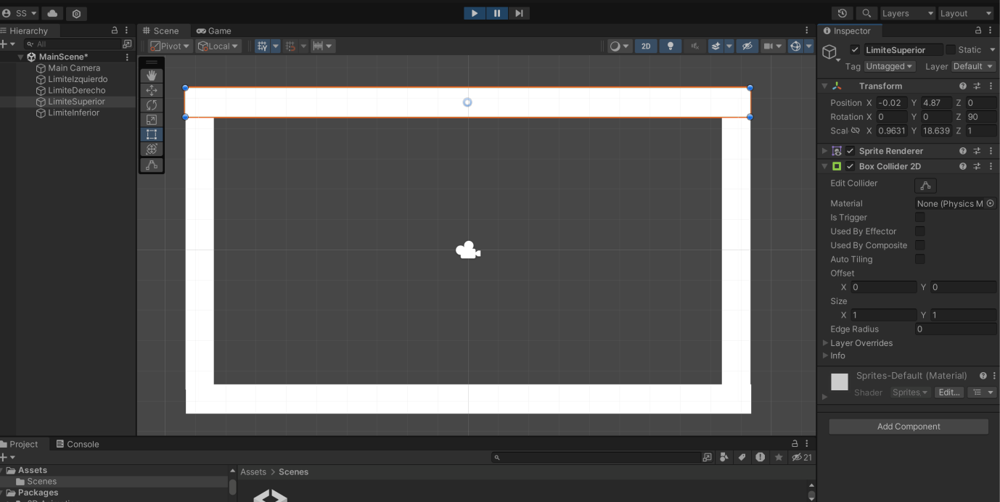 SS
Layers Layout
Hierarchy
Scene Game
Inspector
All
Pivot Local 2D
LimiteSuperior Static
MainScene*
Main Camera
LimiteIzquierdo
LimiteDerecho
LimiteSuperior
LimiteInferior
Tag Untagged Layer Default
Transform
Position X -0.02 Y 4.87 Z 0
Rotation X 0 Y 0 Z 90
Scal X 0.9631 Y 18.639 Z 1
Sprite Renderer
Box Collider 2D
Edit Collider
Material None (Physics M
Is Trigger
Used By Effector
Used By Composite
Auto Tiling
Offset
X 0 Y 0
Size
X 1 Y 1
Edge Radius 0
Layer Overrides
Info
Sprites-Default (Material)
Shader Sprites Edit...
Add Component
Project Console
21
Assets
Scenes
Packages
Assets > Scenes